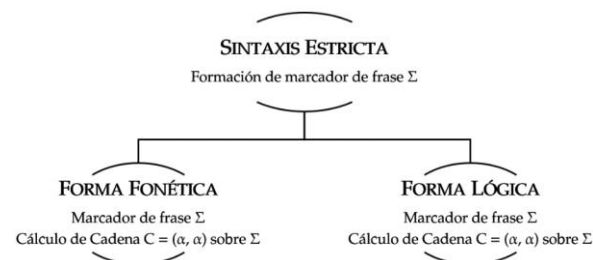 SINTAXIS ESTRICTA
Formación de marcador de frase Σ
FORMA FONÉTICA
Marcador de frase Σ
Cálculo de Cadena C = (α, α) sobre Σ
FORMA LÓGICA
Marcador de frase Σ
Cálculo de Cadena C = (α, α) sobre Σ